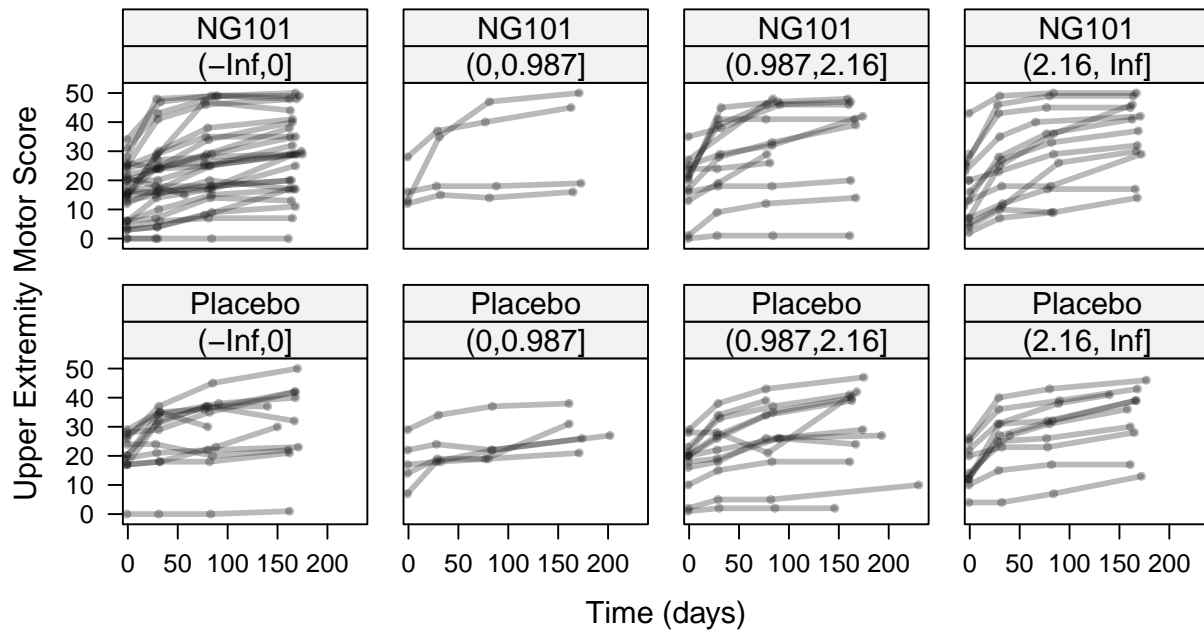 NG101 NG101 NG101 NG101
(−Inf,0] (0,0.987] (0.987,2.16] (2.16, Inf]
50
40
30
20
10
0
Upper Extremity Motor Score
Placebo Placebo Placebo Placebo
(−Inf,0] (0,0.987] (0.987,2.16] (2.16, Inf]
50
40
30
20
10
0
0 50 100 150 200 0 50 100 150 200 0 50 100 150 200 0 50 100 150 200
Time (days)